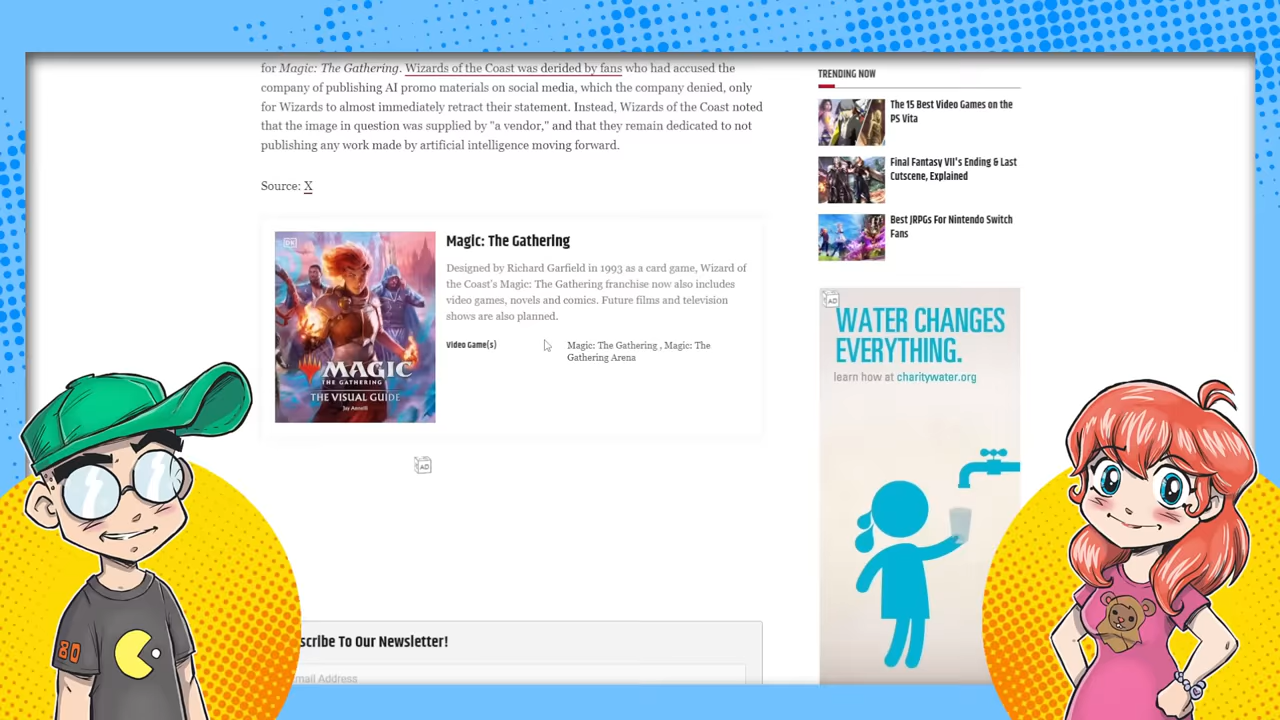 for Magic: The Gathering. Wizards of the Coast was derided by fans who had accused the
company of publishing AI promo materials on social media, which the company denied, only
for Wizards to almost immediately retract their statement. Instead, Wizards of the Coast noted
that the image in question was supplied by "a vendor," and that they remain dedicated to not
publishing any work made by artificial intelligence moving forward.
Source: X
DK
MAGIC
THE GATHERING
THE VISUAL GUIDE
Jay Annelli
Magic: The Gathering
Designed by Richard Garfield in 1993 as a card game, Wizard of
the Coast's Magic: The Gathering franchise now also includes
video games, novels and comics. Future films and television
shows are also planned.
Video Game(s)
Magic: The Gathering , Magic: The
Gathering Arena
AD
scribe To Our Newsletter!
mail Address
TRENDING NOW
The 15 Best Video Games on the
PS Vita
Final Fantasy VII's Ending & Last
Cutscene, Explained
Best JRPGs For Nintendo Switch
Fans
AD
WATER CHANGES
EVERYTHING.
learn how at charitywater.org
80